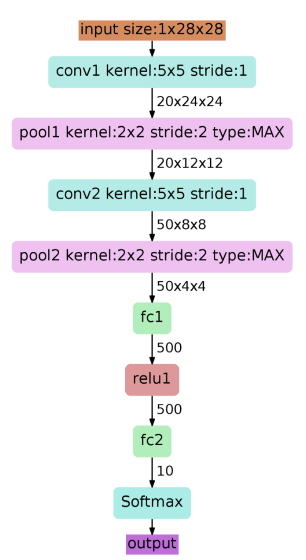 input size:1x28x28
conv1 kernel:5x5 stride:1
20x24x24
pool1 kernel:2x2 stride:2 type:MAX
20x12x12
conv2 kernel:5x5 stride:1
50x8x8
pool2 kernel:2x2 stride:2 type:MAX
50x4x4
fc1
500
relu1
500
fc2
10
Softmax
output